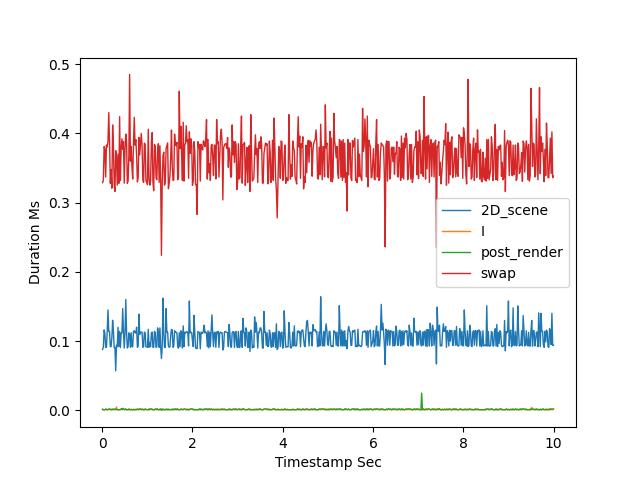 0.5
0.4
0.3
0.2
0.1
0.0
Duration Ms
2D_scene
I
post_render
swap
0 2 4 6 8 10
Timestamp Sec